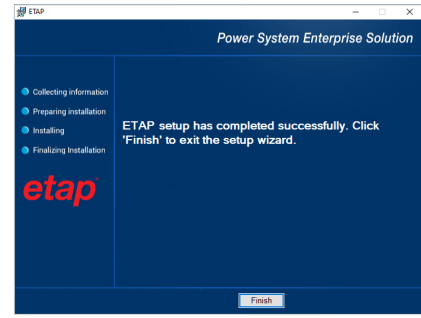 ETAP
Power System Enterprise Solution
Collecting information
Preparing installation
Installing
Finalizing Installation
ETAP setup has completed successfully. Click
'Finish' to exit the setup wizard.
etap
Finish